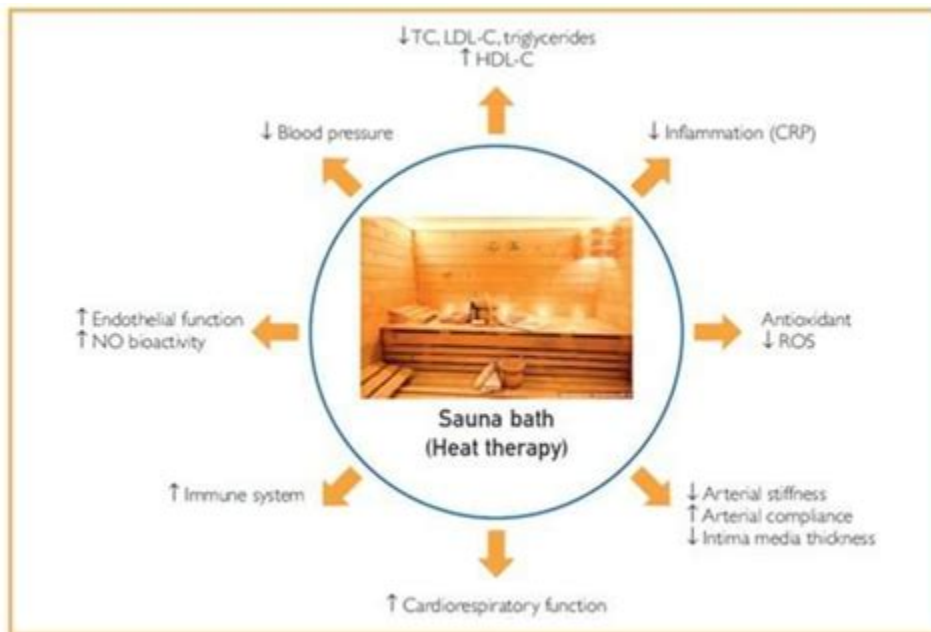 ↓TC, LDL-C, triglycerides
↑ HDL-C
↓ Blood pressure
↓ Inflammation (CRP)
↑ Endothelial function
↑ NO bioactivity
Antioxidant
↓ ROS
Sauna bath
(Heat therapy)
↑ Immune system
↓ Arterial stiffness
↑ Arterial compliance
↓ Intima media thickness
↑ Cardiorespiratory function